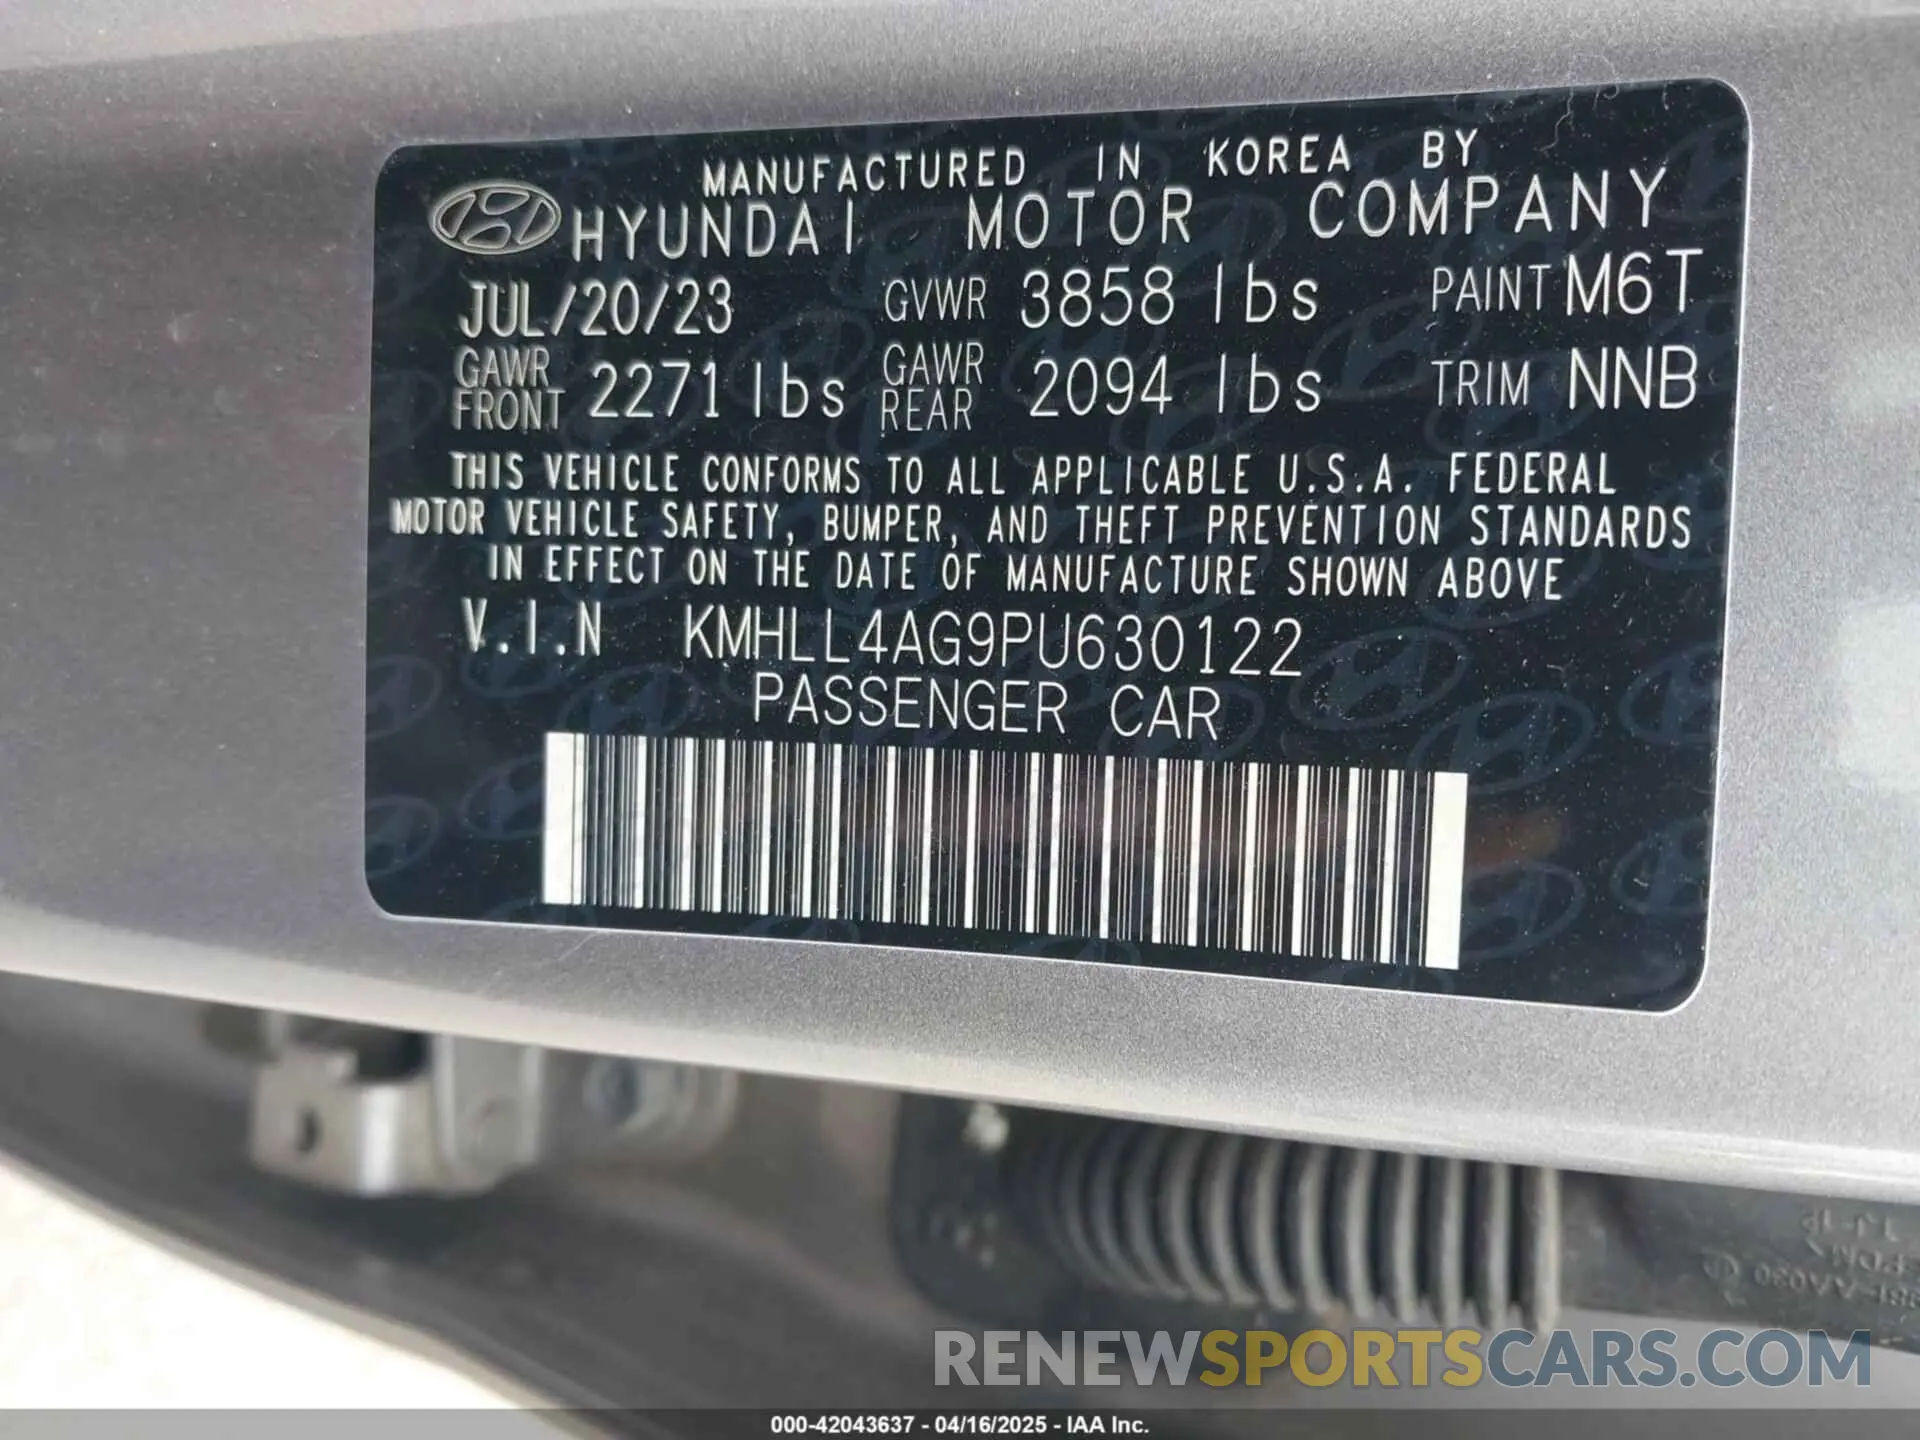 MANUFACTURED IN KOREA BY
HYUNDAI MOTOR COMPANY
JUL/20/23 GVWR 3858 lbs PAINT M6T
GAWR FRONT 2271 lbs GAWR REAR 2094 lbs TRIM NNB
THIS VEHICLE CONFORMS TO ALL APPLICABLE U.S.A. FEDERAL
MOTOR VEHICLE SAFETY, BUMPER, AND THEFT PREVENTION STANDARDS
IN EFFECT ON THE DATE OF MANUFACTURE SHOWN ABOVE
V.I.N KMHLL4AG9PU630122
PASSENGER CAR
RENEWSPORTSCARS.COM
000-42043637 - 04/16/2025 - IAA Inc.